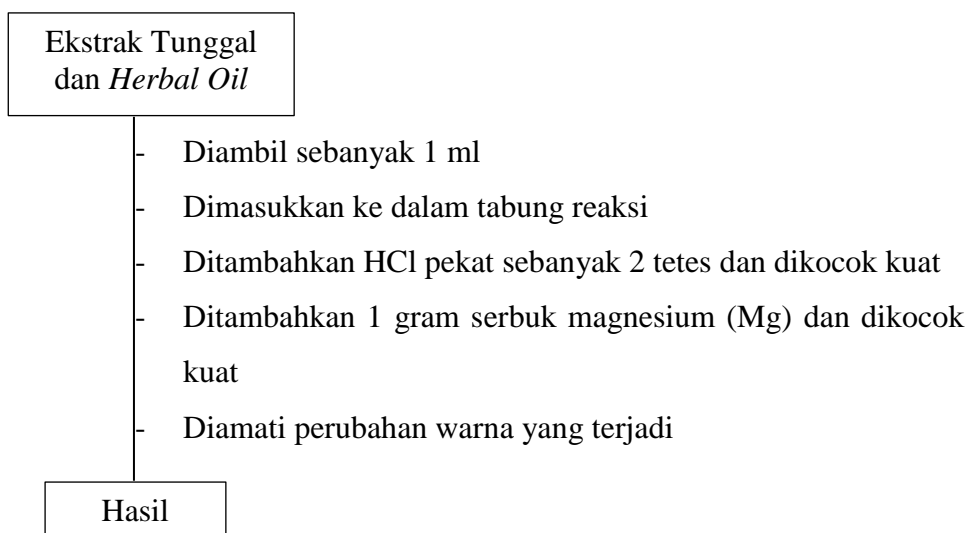 Ekstrak Tunggal
dan Herbal Oil
- Diambil sebanyak 1 ml
- Dimasukkan ke dalam tabung reaksi
- Ditambahkan HCl pekat sebanyak 2 tetes dan dikocok kuat
- Ditambahkan 1 gram serbuk magnesium (Mg) dan dikocok
kuat
- Diamati perubahan warna yang terjadi
Hasil